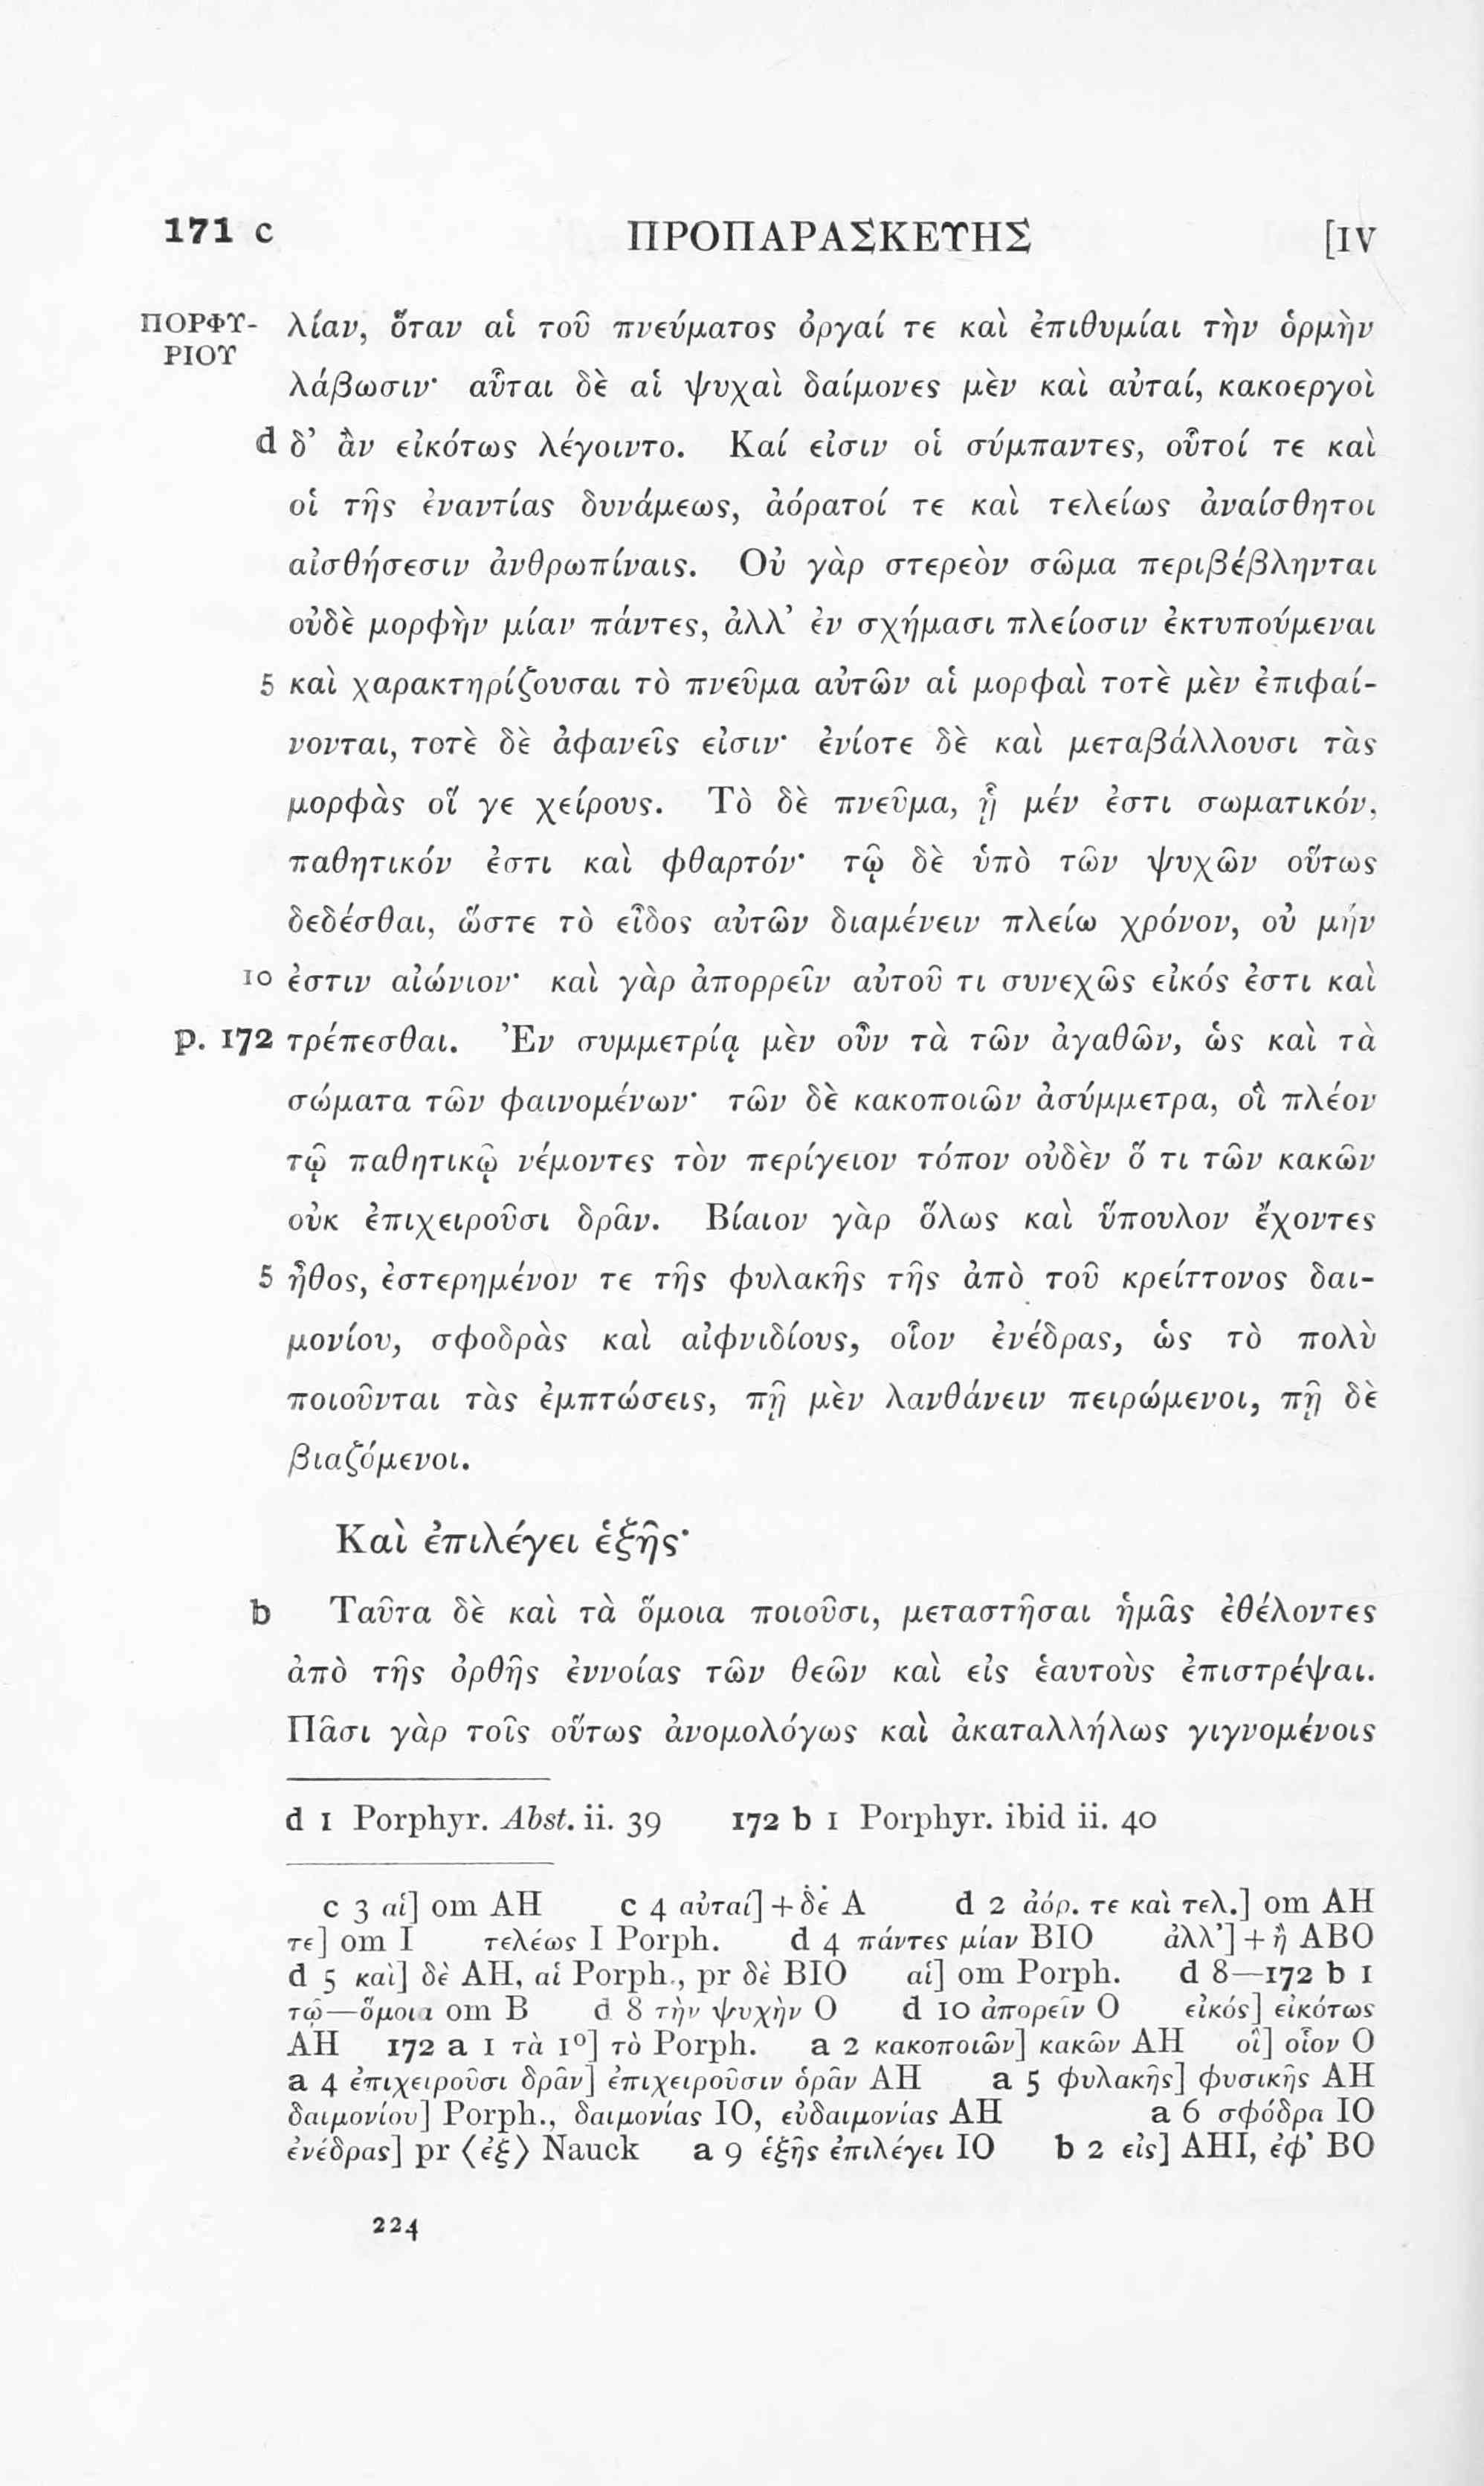 171 c ΠΡΟΠΑΡΑΣΚΕΥΗΣ [IV
ΠΟΡΦΥ- λίαν, ὅταν αἱ τοῦ πνεύματος ὀργαί τε καὶ ἐπιθυμίαι τὴν ὁρμὴν
ΡΙΟΥ
λάβωσιν· αὗται δὲ αἱ ψυχαὶ δαίμονες μὲν καὶ αὐταί, κακοεργοὶ
d δ’ ἂν εἰκότως λέγοιντο. Καί εἰσιν οἱ σύμπαντες, οὗτοί τε καὶ
οἱ τῆς ἐναντίας δυνάμεως, ἀόρατοί τε καὶ τελείως ἀναίσθητοι
αἰσθήσεσιν ἀνθρωπίναις. Οὐ γὰρ στερεὸν σῶμα περιβέβληνται
οὐδὲ μορφὴν μίαν πάντες, ἀλλ’ ἐν σχήμασι πλείοσιν ἐκτυπούμεναι
5 καὶ χαρακτηρίζουσαι τὸ πνεῦμα αὐτῶν αἱ μορφαὶ τοτὲ μὲν ἐπιφαί-
νονται, τοτὲ δὲ ἀφανεῖς εἰσιν· ἐνίοτε δὲ καὶ μεταβάλλουσι τὰς
μορφὰς οἵ γε χείρους. Τὸ δὲ πνεῦμα, ᾗ μέν ἐστι σωματικόν,
παθητικόν ἐστι καὶ φθαρτόν· τῷ δὲ ὑπὸ τῶν ψυχῶν οὕτως
δεδέσθαι, ὥστε τὸ εἶδος αὐτῶν διαμένειν πλείω χρόνον, οὐ μήν
10 ἐστιν αἰώνιον· καὶ γὰρ ἀπορρεῖν αὐτοῦ τι συνεχῶς εἰκός ἐστι καὶ
p. 172 τρέπεσθαι. Ἐν συμμετρίᾳ μὲν οὖν τὰ τῶν ἀγαθῶν, ὡς καὶ τὰ
σώματα τῶν φαινομένων· τῶν δὲ κακοποιῶν ἀσύμμετρα, οἳ πλέον
τῷ παθητικῷ νέμοντες τὸν περίγειον τόπον οὐδὲν ὅ τι τῶν κακῶν
οὐκ ἐπιχειροῦσι δρᾶν. Βίαιον γὰρ ὅλως καὶ ὕπουλον ἔχοντες
5 ἦθος, ἐστερημένον τε τῆς φυλακῆς τῆς ἀπὸ τοῦ κρείττονος δαι-
μονίου, σφοδρὰς καὶ αἰφνιδίους, οἷον ἐνέδρας, ὡς τὸ πολὺ
ποιοῦνται τὰς ἐμπτώσεις, πῇ μὲν λανθάνειν πειρώμενοι, πῇ δὲ
βιαζόμενοι.
Καὶ ἐπιλέγει ἑξῆς·
b Ταῦτα δὲ καὶ τὰ ὅμοια ποιοῦσι, μεταστῆσαι ἡμᾶς ἐθέλοντες
ἀπὸ τῆς ὀρθῆς ἐννοίας τῶν θεῶν καὶ εἰς ἑαυτοὺς ἐπιστρέψαι.
Πᾶσι γὰρ τοῖς οὕτως ἀνομολόγως καὶ ἀκαταλλήλως γιγνομένοις
d 1 Porphyr. Abst. ii. 39 172 b 1 Porphyr. ibid ii. 40
c 3 αἱ] om AH c 4 αὐταί] + δὲ A d 2 ἀόρ. τε καὶ τελ.] om AH
τε] om I τελέως I Porph. d 4 πάντες μίαν BIO ἀλλ’] + ἢ ABO
d 5 καὶ] δὲ AH, αἱ Porph., pr δὲ BIO αἱ] om Porph. d 8—172 b 1
τῷ—ὅμοια om B d 8 τὴν ψυχὴν O d 10 ἀπορεῖν O εἰκός] εἰκότως
AH 172 a 1 τὰ 1°] τὸ Porph. a 2 κακοποιῶν] κακῶν AH οἳ] οἷον O
a 4 ἐπιχειροῦσι δρᾶν] ἐπιχειροῦσιν ὁρᾶν AH a 5 φυλακῆς] φυσικῆς AH
δαιμονίου] Porph., δαιμονίας IO, εὐδαιμονίας AH a 6 σφόδρα IO
ἐνέδρας] pr ⟨ἐξ⟩ Nauck a 9 ἑξῆς ἐπιλέγει IO b 2 εἰς] AHI, ἐφ’ BO
224